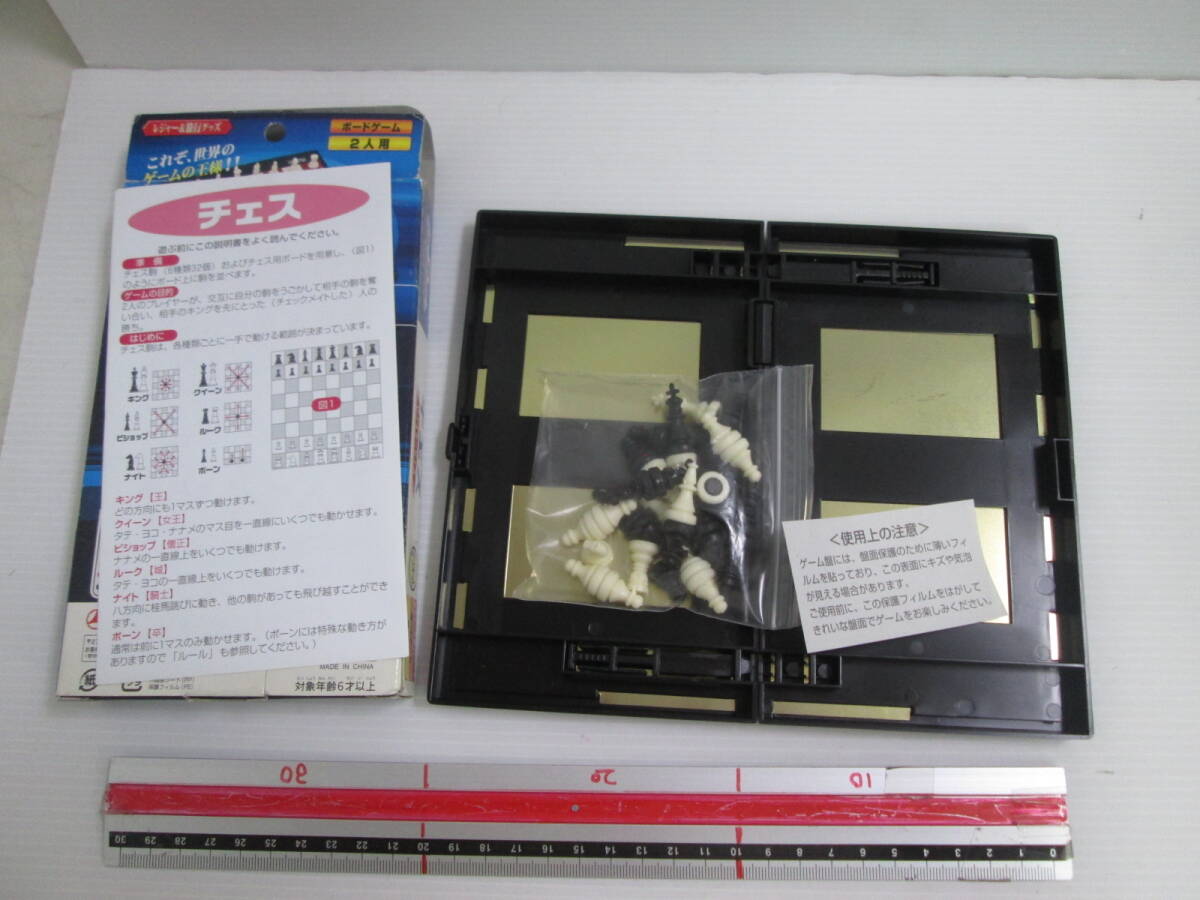 レジャー&旅行グッズ
ボードゲーム
2人用
これぞ、世界の
ゲームの王様!!
チェス
遊ぶ前にこの説明書をよく読んでください。
準備
チェス駒(6種類32個)およびチェス用ボードを用意し、(図1)
のようにボード上に駒を並べます。
ゲームの目的
2人のプレイヤーが、交互に自分の駒をうごかして相手の駒を奪
い合い、相手のキングを先にとった(チェックメイトした)人の
勝ち。
はじめに
チェス駒は、各種類ごとに一手で動ける範囲が決まっています。
キング
クイーン
ビショップ
ルーク
ナイト
ポーン
図1
キング【王】
どの方向にも1マスずつ動けます。
クイーン【女王】
タテ・ヨコ・ナナメのマス目を一直線にいくつでも動かせます。
ビショップ【僧正】
ナナメの一直線上をいくつでも動けます。
ルーク【城】
タテ・ヨコの一直線上をいくつでも動けます。
ナイト【騎士】
八方向に桂馬跳びに動き、他の駒があっても飛び越すことができ
ます。
ポーン【卒】
通常は前に1マスのみ動かせます。(ポーンには特殊な動き方が
ありますので「ルール」も参照してください。)
MADE IN CHINA
対象年齢6才以上
紙
プラ
保護フィルム(PE)
<使用上の注意>
ゲーム盤には、盤面保護のために薄いフィ
ルムを貼っており、この表面にキズや気泡
が見える場合があります。
ご使用前に、この保護フィルムをはがして
きれいな盤面でゲームをお楽しみください。
30
20
10
30 29 28 27 26 25 24 23 22 21 20 19 18 17 16 15 14 13 12 11 10 9 8 7 6 5 4 3 2 1 0